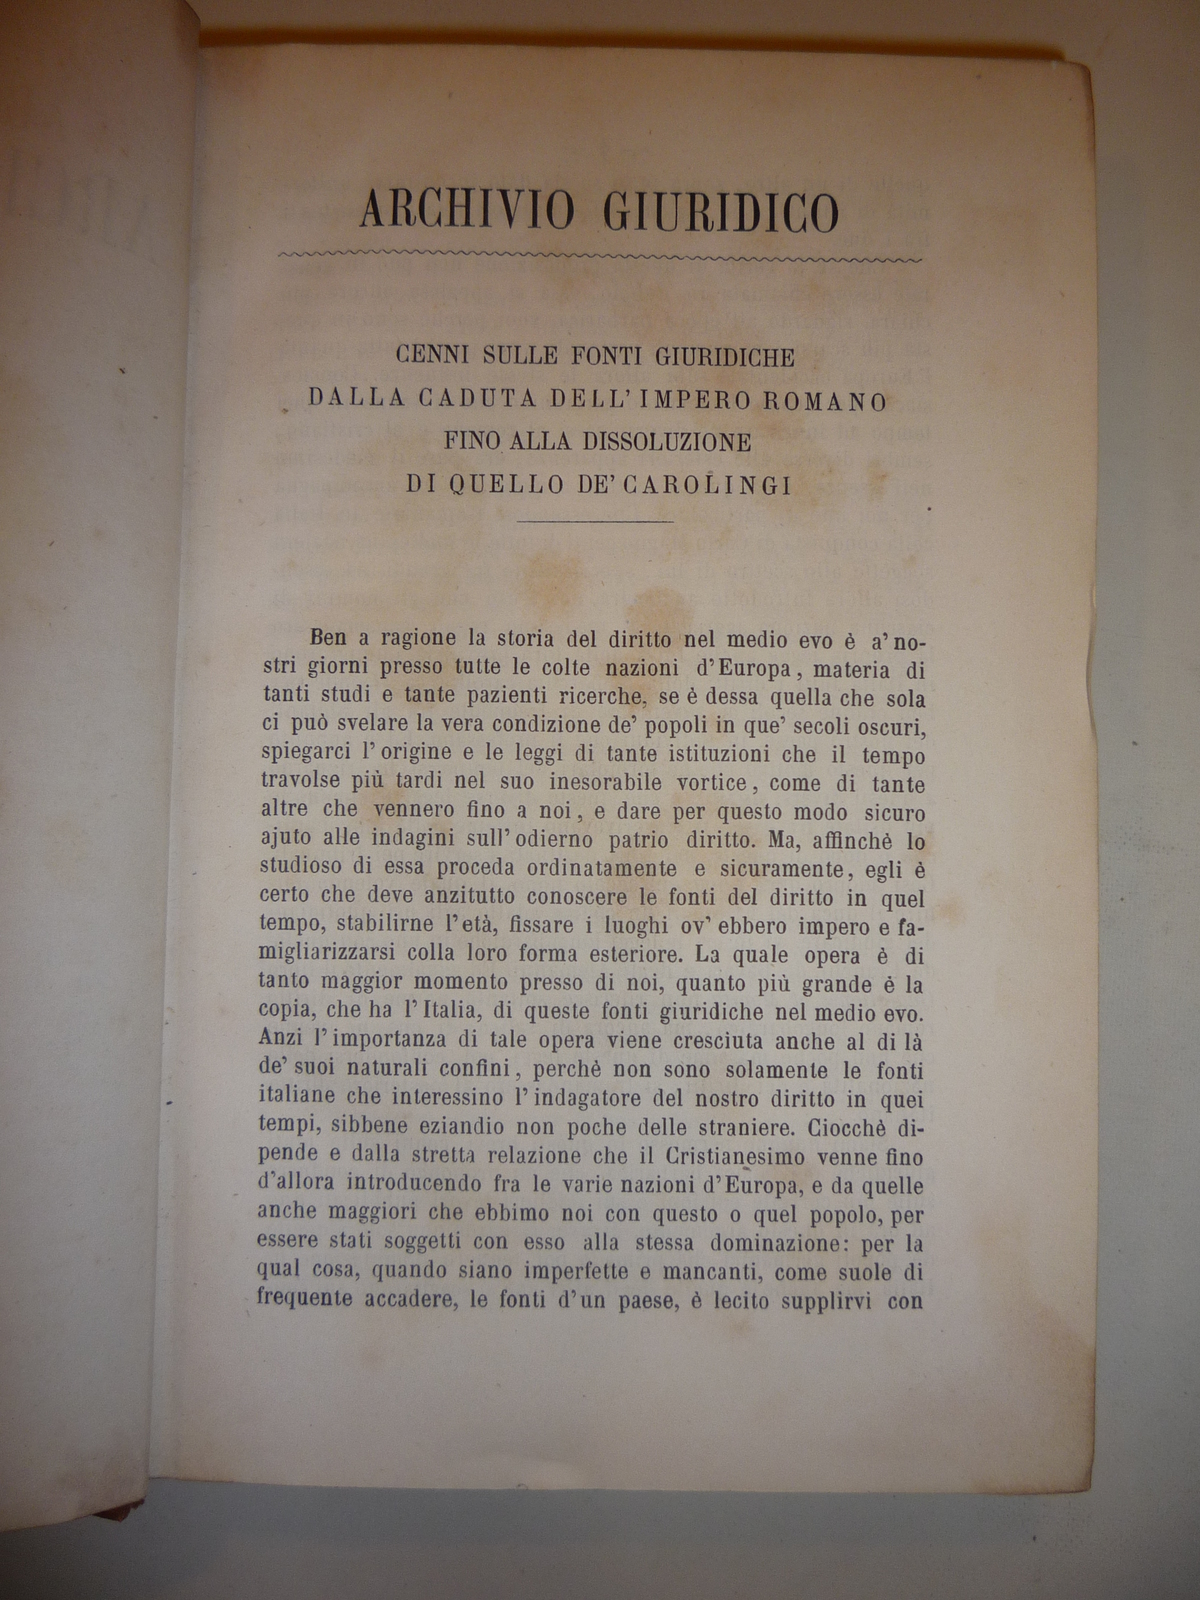 ARCHIVIO GIURIDICO
CENNI SULLE FONTI GIURIDICHE
DALLA CADUTA DELL' IMPERO ROMANO
FINO ALLA DISSOLUZIONE
DI QUELLO DE' CAROLINGI
Ben a ragione la storia del diritto nel medio evo è a' no-
stri giorni presso tutte le colte nazioni d' Europa, materia di
tanti studi e tante pazienti ricerche, se è dessa quella che sola
ci può svelare la vera condizione de' popoli in que' secoli oscuri,
spiegarci l' origine e le leggi di tante istituzioni che il tempo
travolse più tardi nel suo inesorabile vortice, come di tante
altre che vennero fino a noi, e dare per questo modo sicuro
ajuto alle indagini sull' odierno patrio diritto. Ma, affinchè lo
studioso di essa proceda ordinatamente e sicuramente, egli è
certo che deve anzitutto conoscere le fonti del diritto in quel
tempo, stabilirne l' età, fissare i luoghi ov' ebbero impero e fa-
migliarizzarsi colla loro forma esteriore. La quale opera è di
tanto maggior momento presso di noi, quanto più grande è la
copia, che ha l' Italia, di queste fonti giuridiche nel medio evo.
Anzi l' importanza di tale opera viene cresciuta anche al di là
de' suoi naturali confini, perchè non sono solamente le fonti
italiane che interessino l' indagatore del nostro diritto in quei
tempi, sibbene eziandio non poche delle straniere. Ciocchè di-
pende e dalla stretta relazione che il Cristianesimo venne fino
d'allora introducendo fra le varie nazioni d' Europa, e da quelle
anche maggiori che ebbimo noi con questo o quel popolo, per
essere stati soggetti con esso alla stessa dominazione: per la
qual cosa, quando siano imperfette e mancanti, come suole di
frequente accadere, le fonti d' un paese, è lecito supplirvi con